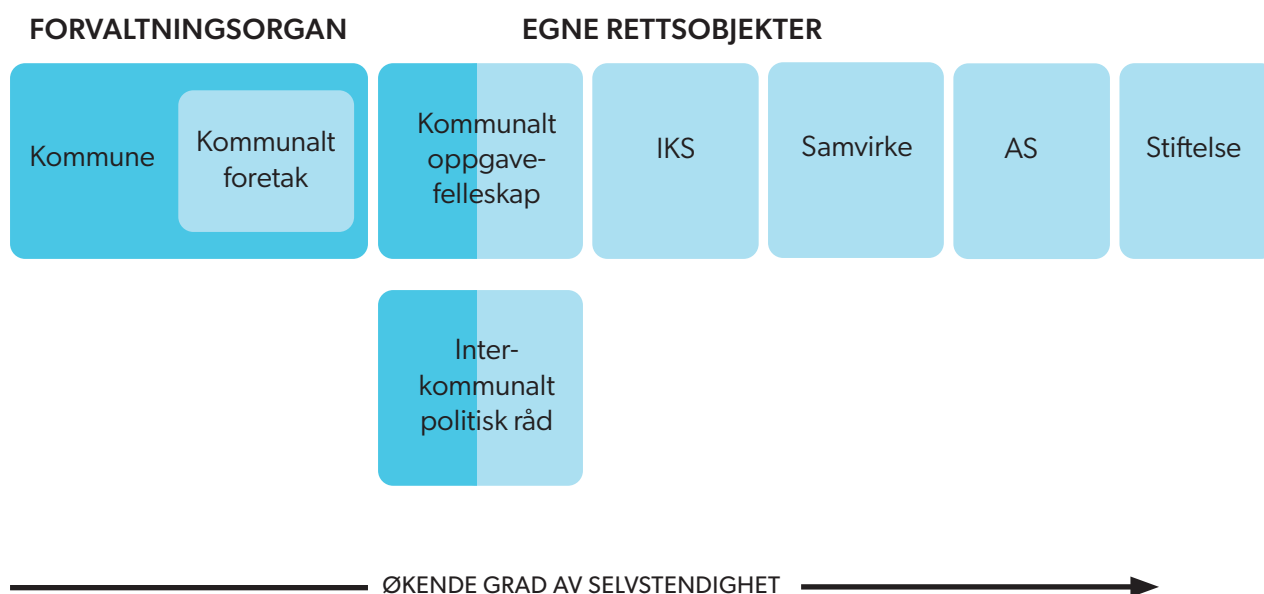 FORVALTNINGSORGAN
EGNE RETTSOBJEKTER
Kommune
Kommunalt
foretak
Kommunalt
oppgave-
felleskap
IKS
Samvirke
AS
Stiftelse
Inter-
kommunalt
politisk råd
ØKENDE GRAD AV SELVSTENDIGHET